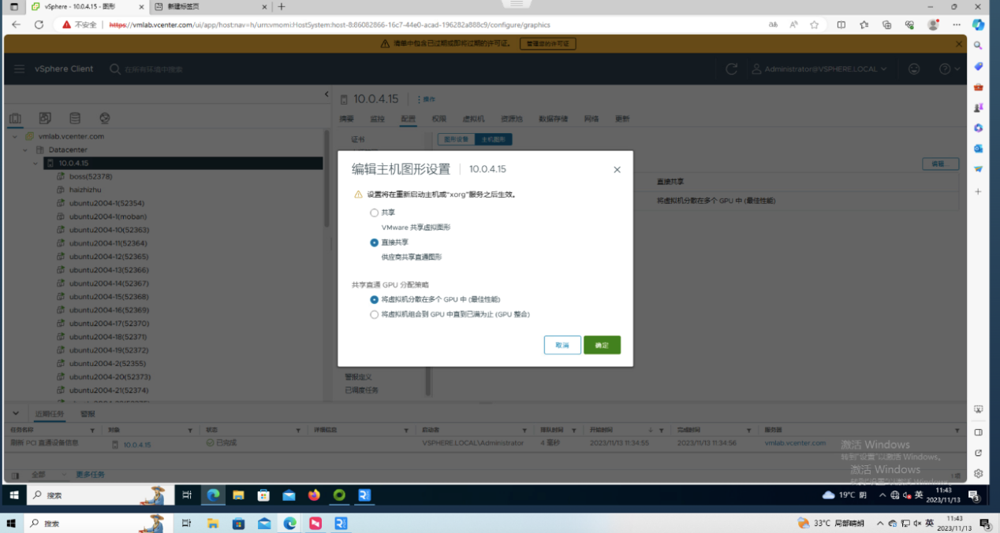 vSphere - 10.0.4.15 - 图形
新建标签页
不安全
https://vmlab.vcenter.com/ui/app/host;nav=h/urn:vmomi:HostSystem:host-8:86082866-16c7-44e0-acad-196282a888c9/configure/graphics
清单中包含已过期或即将过期的许可证。
管理您的许可证
vSphere Client
在所有环境中搜索
Administrator@VSPHERE.LOCAL
vmlab.vcenter.com
Datacenter
10.0.4.15
boss(52378)
haizhizhu
ubuntu2004-1(52354)
ubuntu2004-1(moban)
ubuntu2004-10(52363)
ubuntu2004-11(52364)
ubuntu2004-12(52365)
ubuntu2004-13(52366)
ubuntu2004-14(52367)
ubuntu2004-15(52368)
ubuntu2004-16(52369)
ubuntu2004-17(52370)
ubuntu2004-18(52371)
ubuntu2004-19(52372)
ubuntu2004-2(52355)
ubuntu2004-20(52373)
ubuntu2004-21(52374)
10.0.4.15
操作
摘要 监控 配置 权限 虚拟机 资源池 数据存储 网络 更新
证书
图形设备 主机图形
编辑...
直接共享
将虚拟机分散在多个 GPU 中 (最佳性能)
编辑主机图形设置 10.0.4.15
设置将在重新启动主机或"xorg"服务之后生效。
共享
VMware 共享虚拟图形
直接共享
供应商共享直通图形
共享直通 GPU 分配策略
将虚拟机分散在多个 GPU 中 (最佳性能)
将虚拟机组合到 GPU 中直到已满为止 (GPU 整合)
取消 确定
警报定义
已调度任务
近期任务 警报
任务名称 对象 状态 详细信息 启动者 排队时间 开始时间 完成时间 服务器
刷新 PCI 直通设备信息 10.0.4.15 已完成 VSPHERE.LOCAL\Administrator 4 毫秒 2023/11/13 11:34:55 2023/11/13 11:34:56 vmlab.vcenter.com
全部 更多任务
激活 Windows
转到"设置"以激活 Windows。
激活 Windows
转到"设置"以激活 Windows。
搜索
19°C 阴
英
11:43
2023/11/13
3
搜索
33°C 局部晴朗
英
11:43
2023/11/13
3